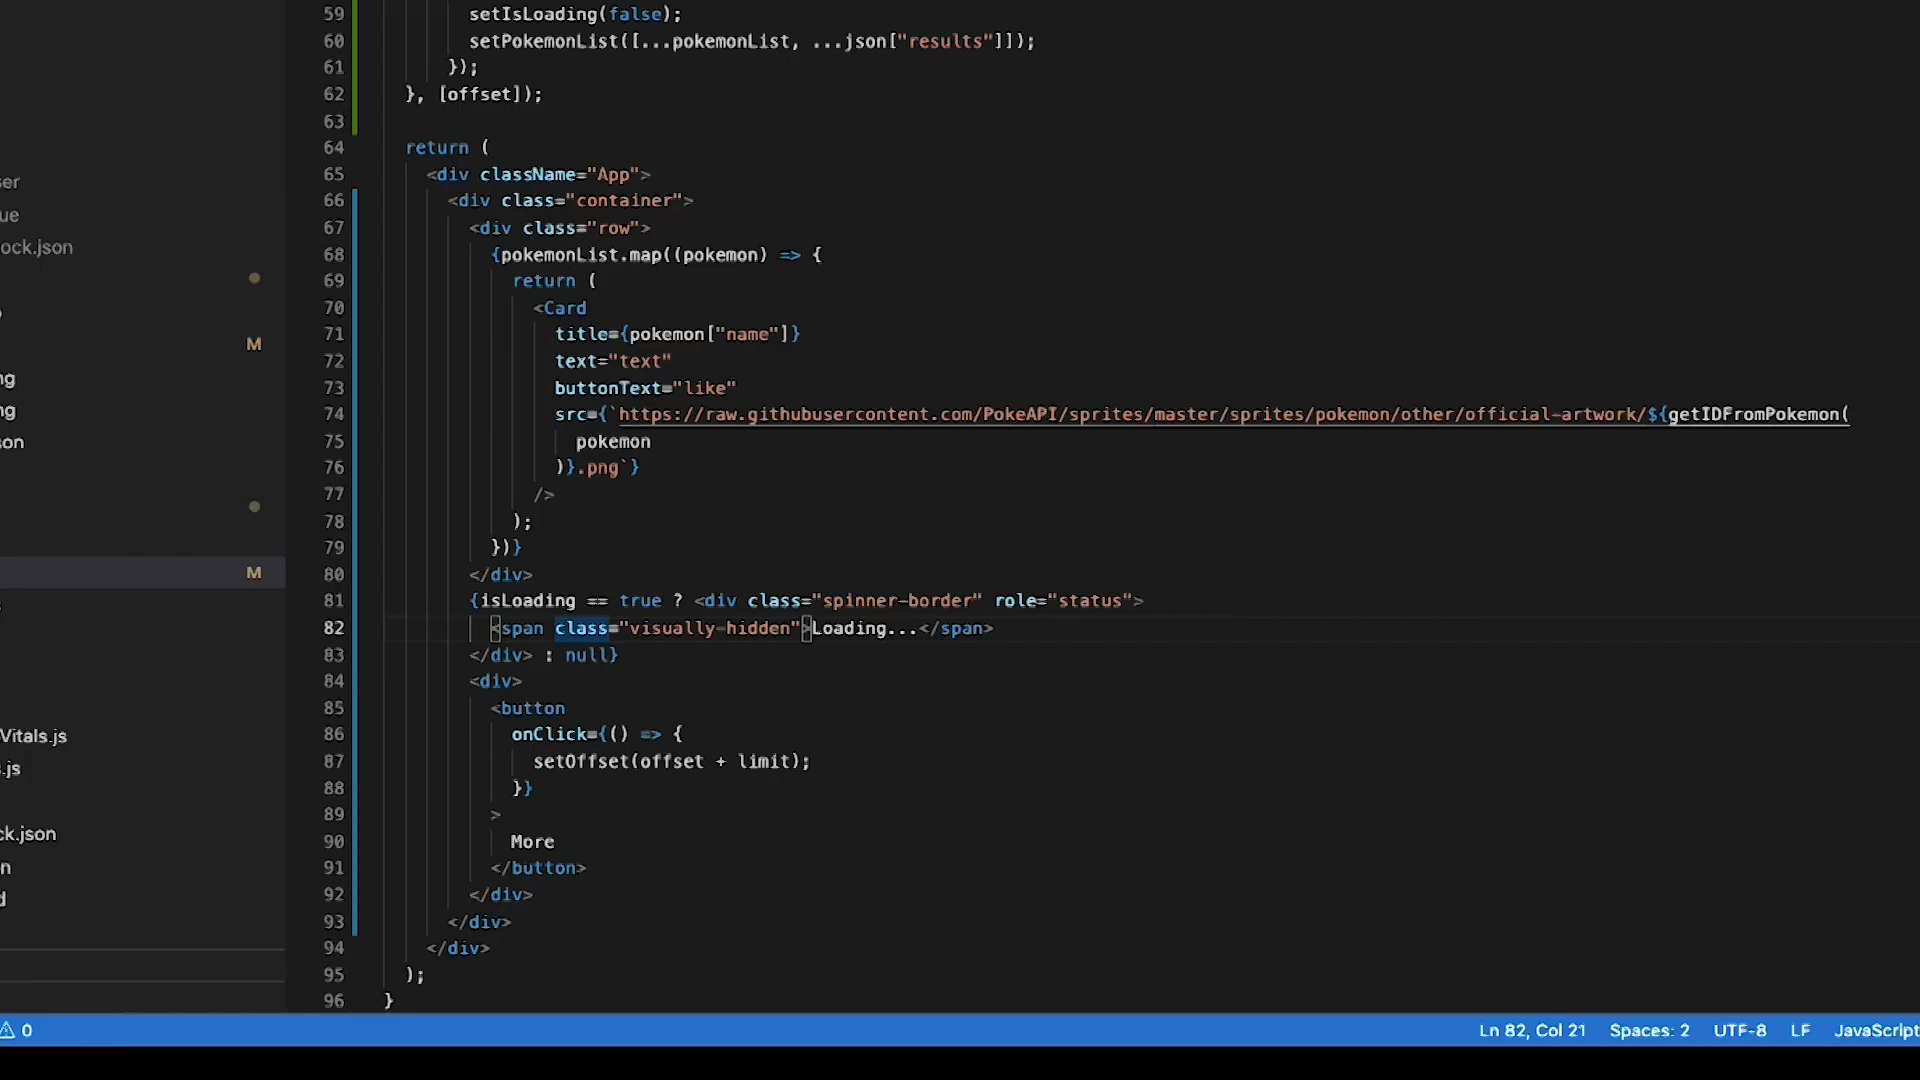 59 setIsLoading(false);
60 setPokemonList([...pokemonList, ...json["results"]]);
61 });
62 }, [offset]);
63
64 return (
65 <div className="App">
66 <div class="container">
67 <div class="row">
68 {pokemonList.map((pokemon) => {
69 return (
70 <Card
71 title={pokemon["name"]}
72 text="text"
73 buttonText="like"
74 src={`https://raw.githubusercontent.com/PokeAPI/sprites/master/sprites/pokemon/other/official-artwork/${getIDFromPokemon(
75 pokemon
76 )}.png`}
77 />
78 );
79 })}
80 </div>
81 {isLoading == true ? <div class="spinner-border" role="status">
82 <span class="visually-hidden">Loading...</span>
83 </div> : null}
84 <div>
85 <button
86 onClick={() => {
87 setOffset(offset + limit);
88 }}
89 >
90 More
91 </button>
92 </div>
93 </div>
94 </div>
95 );
96 }
ser
ue
ock.json
M
ng
ng
son
M
Vitals.js
.js
ck.json
n
d
0
Ln 82, Col 21 Spaces: 2 UTF-8 LF JavaScript